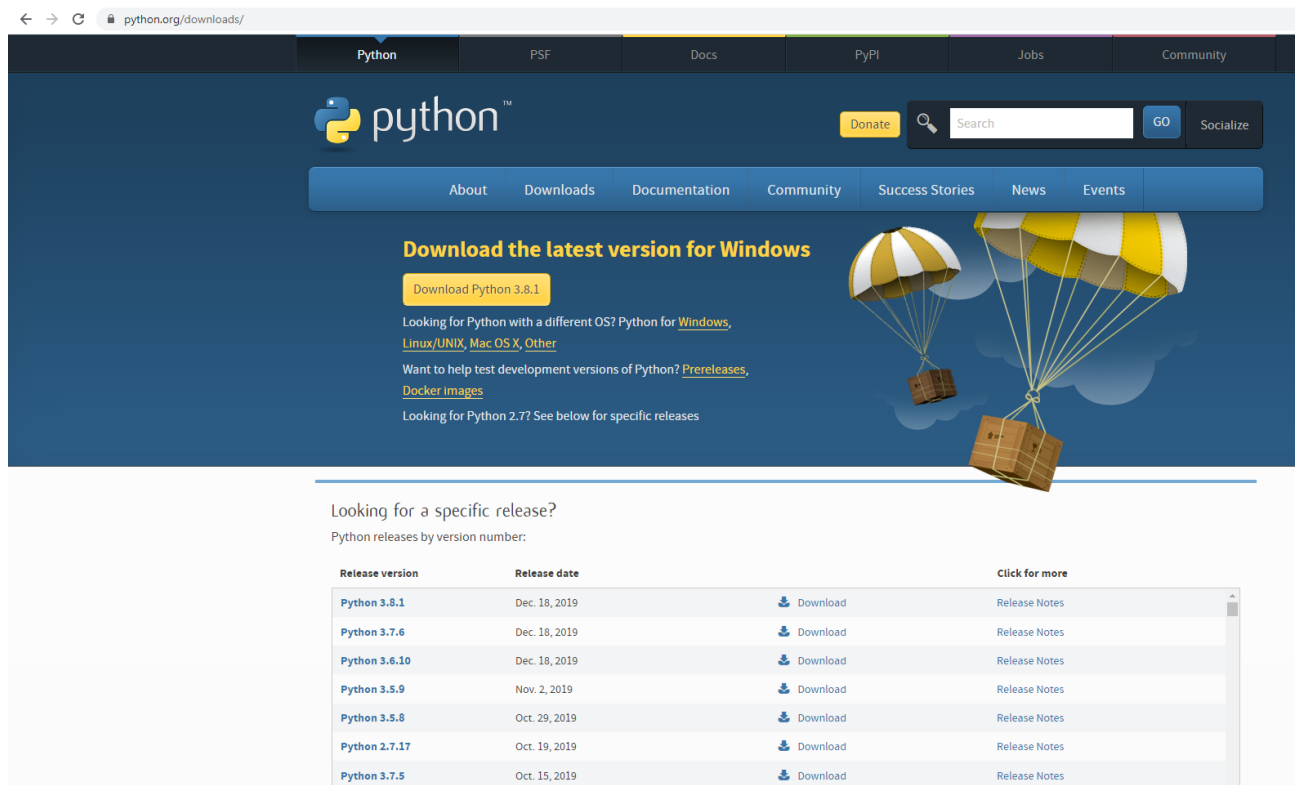 python.org/downloads/
Python PSF Docs PyPI Jobs Community
python™
Donate Search GO Socialize
About Downloads Documentation Community Success Stories News Events
Download the latest version for Windows
Download Python 3.8.1
Looking for Python with a different OS? Python for Windows,
Linux/UNIX, Mac OS X, Other
Want to help test development versions of Python? Prereleases,
Docker images
Looking for Python 2.7? See below for specific releases
Looking for a specific release?
Python releases by version number:
Release version Release date Click for more
Python 3.8.1 Dec. 18, 2019 Download Release Notes
Python 3.7.6 Dec. 18, 2019 Download Release Notes
Python 3.6.10 Dec. 18, 2019 Download Release Notes
Python 3.5.9 Nov. 2, 2019 Download Release Notes
Python 3.5.8 Oct. 29, 2019 Download Release Notes
Python 2.7.17 Oct. 19, 2019 Download Release Notes
Python 3.7.5 Oct. 15, 2019 Download Release Notes